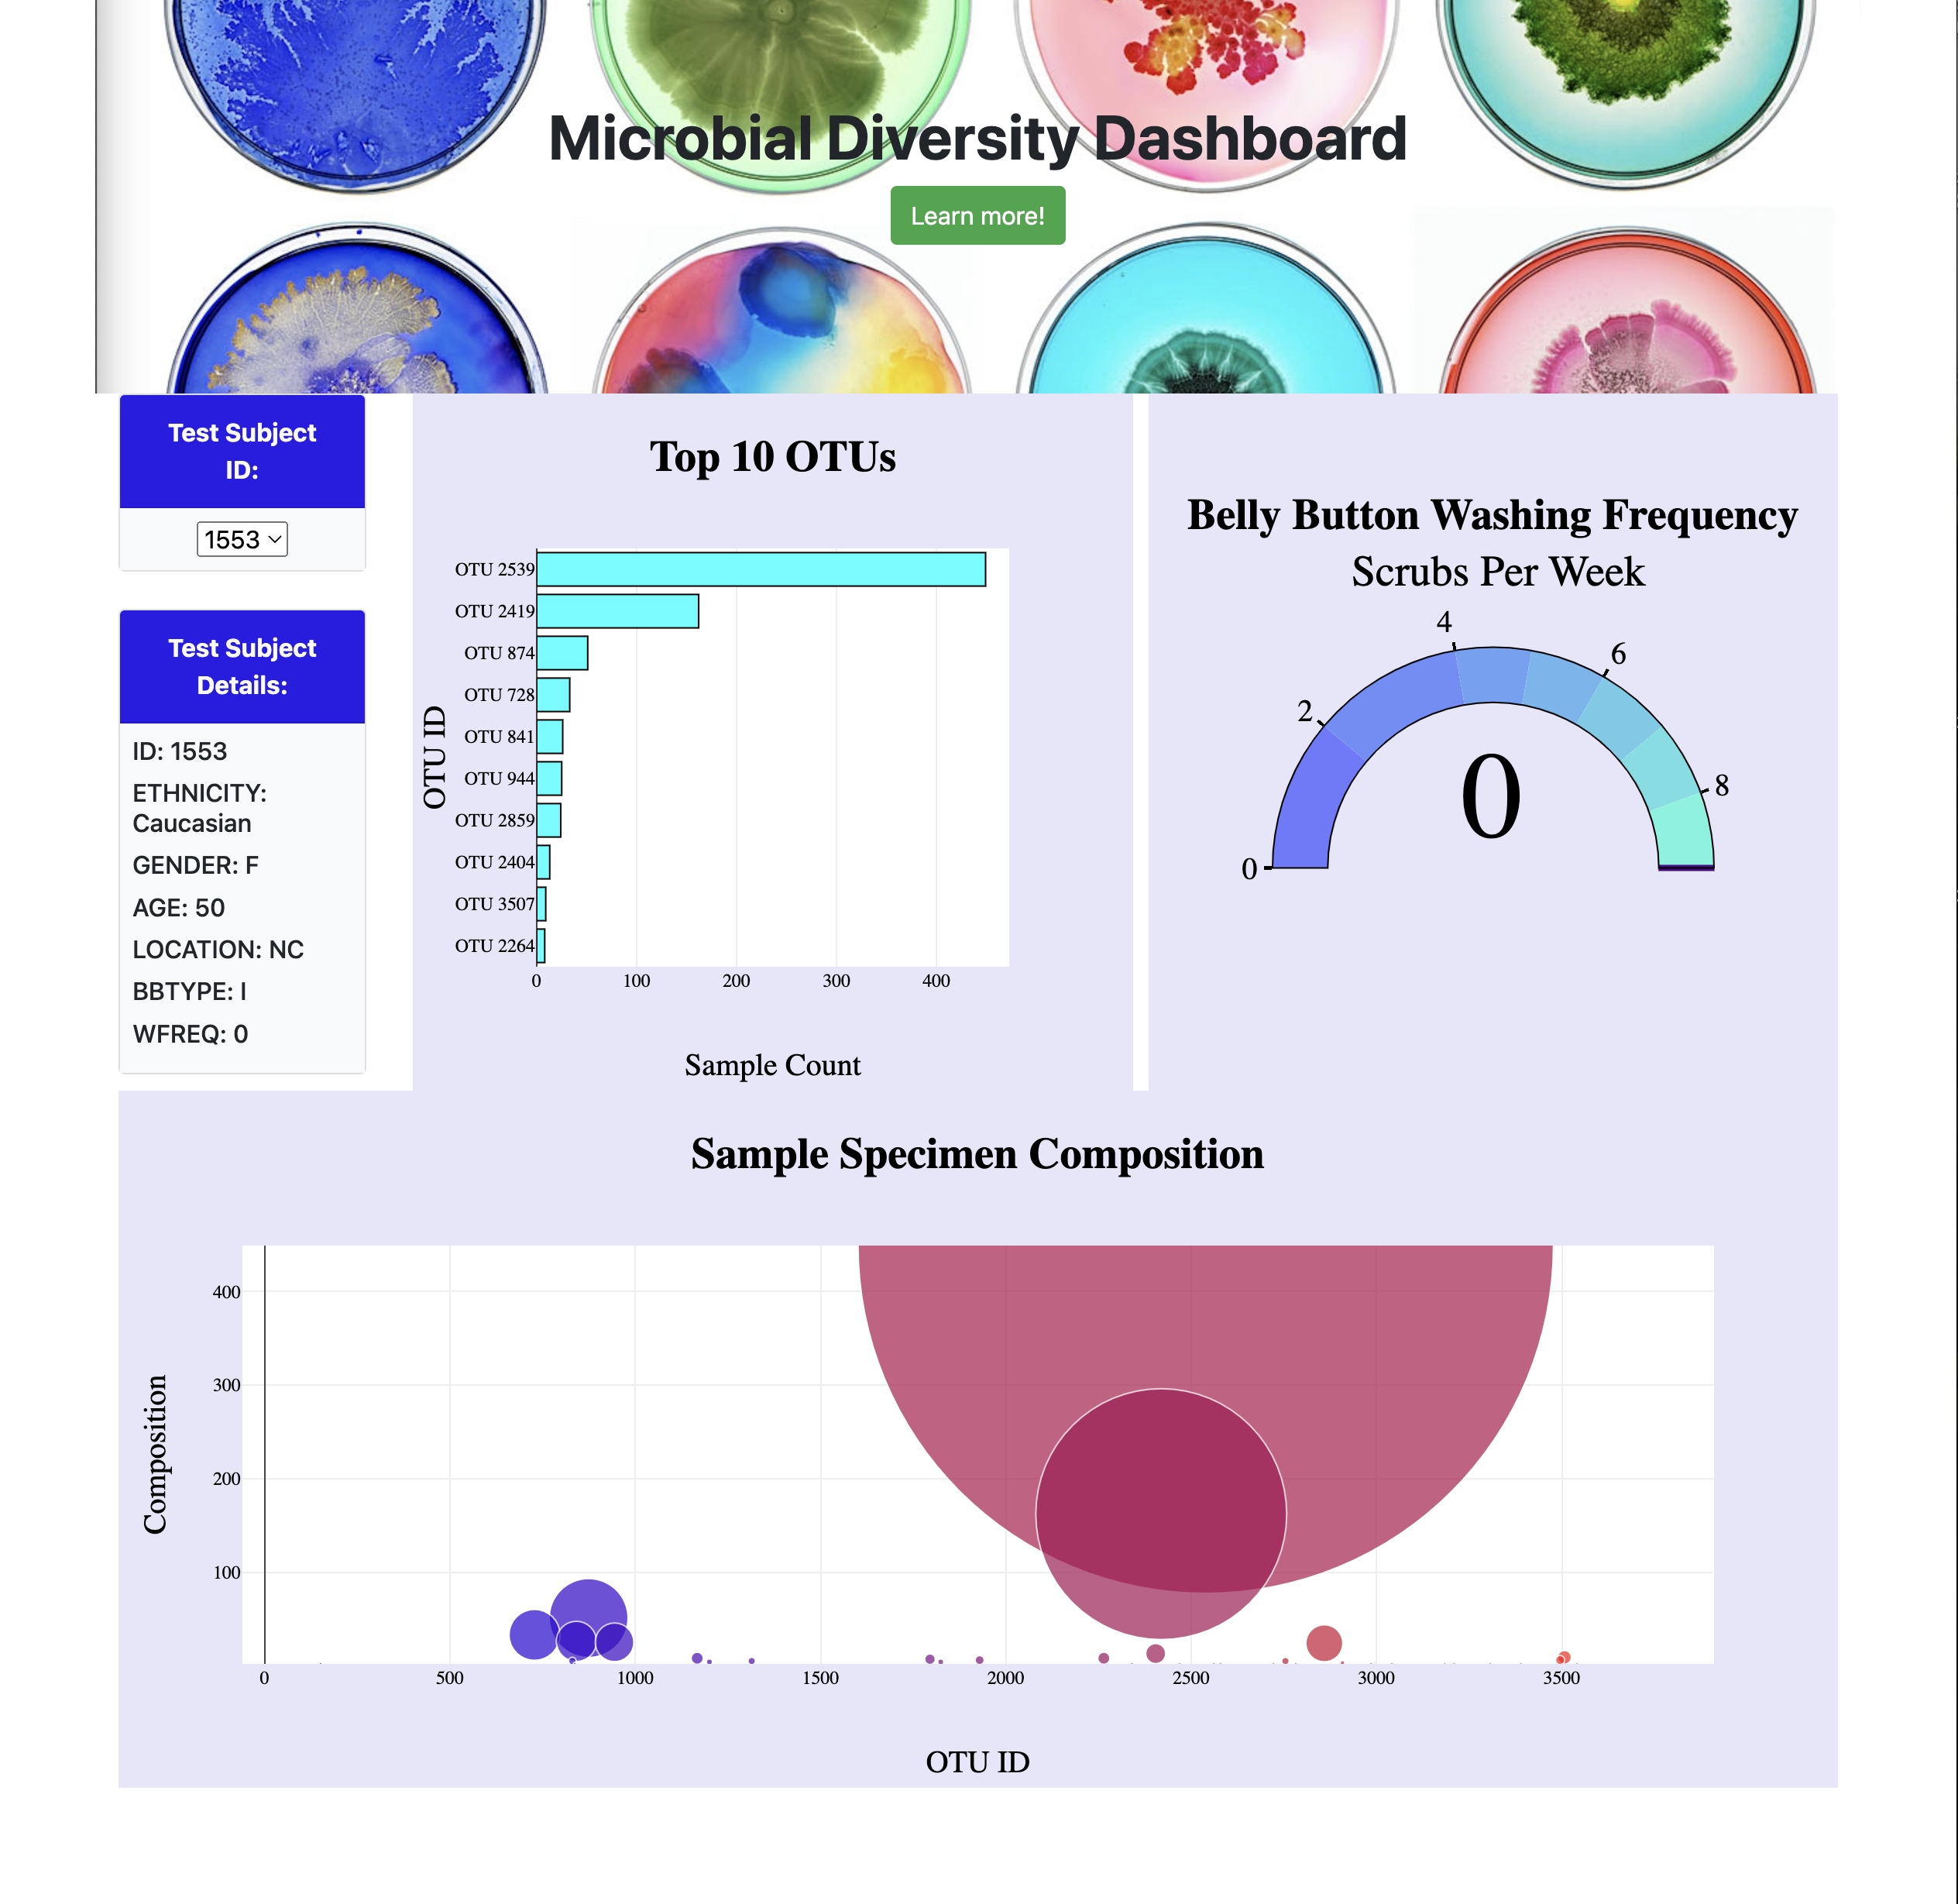 Microbial Diversity Dashboard
Learn more!
Test Subject
ID:
1553
Test Subject
Details:
ID: 1553
ETHNICITY:
Caucasian
GENDER: F
AGE: 50
LOCATION: NC
BBTYPE: I
WFREQ: 0
Top 10 OTUs
OTU ID
OTU 2539
OTU 2419
OTU 874
OTU 728
OTU 841
OTU 944
OTU 2859
OTU 2404
OTU 3507
OTU 2264
0 100 200 300 400
Sample Count
Belly Button Washing Frequency
Scrubs Per Week
0
2
4
6
8
0
Sample Specimen Composition
Composition
400
300
200
100
0 500 1000 1500 2000 2500 3000 3500
OTU ID